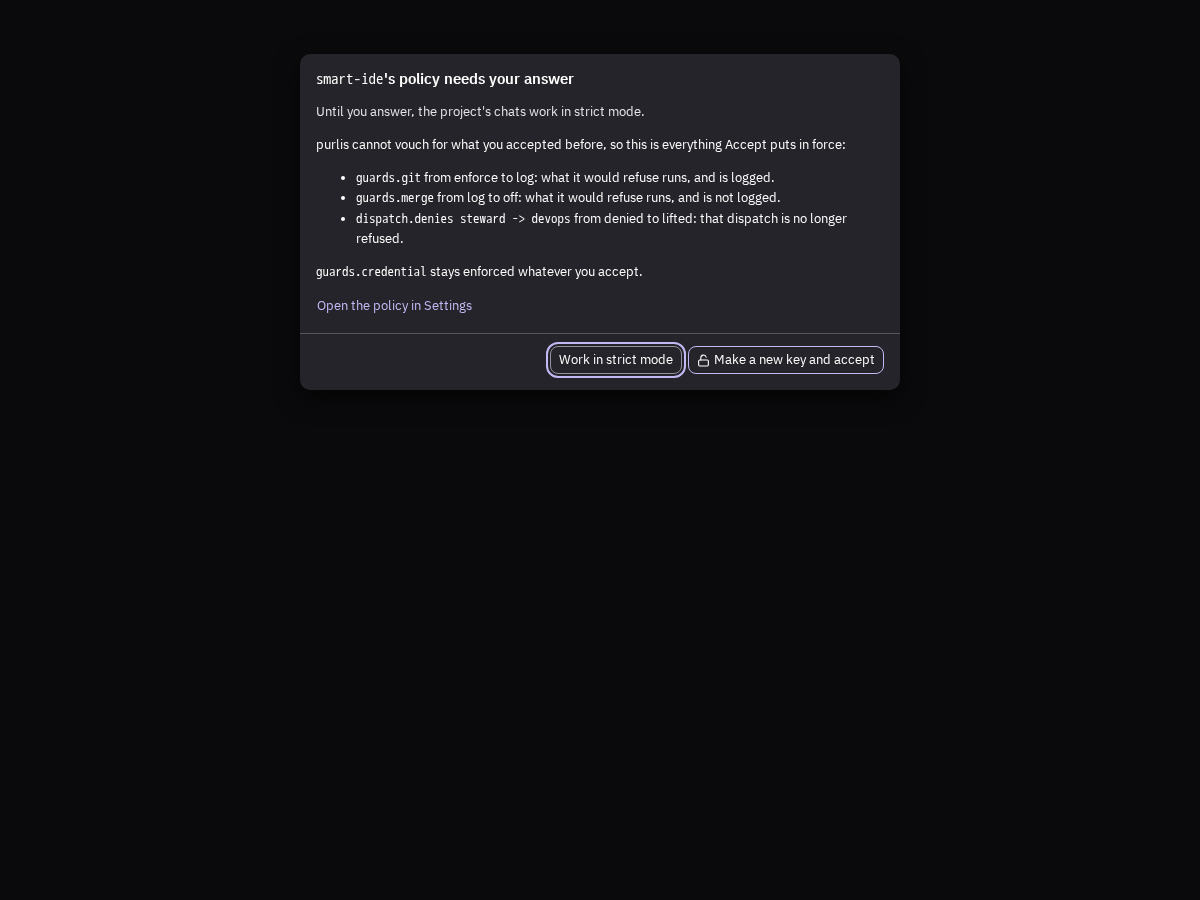 smart-ide's policy needs your answer
Until you answer, the project's chats work in strict mode.
purlis cannot vouch for what you accepted before, so this is everything Accept puts in force:
• guards.git from enforce to log: what it would refuse runs, and is logged.
• guards.merge from log to off: what it would refuse runs, and is not logged.
• dispatch.denies steward -> devops from denied to lifted: that dispatch is no longer
refused.
guards.credential stays enforced whatever you accept.
Open the policy in Settings
Work in strict mode
Make a new key and accept